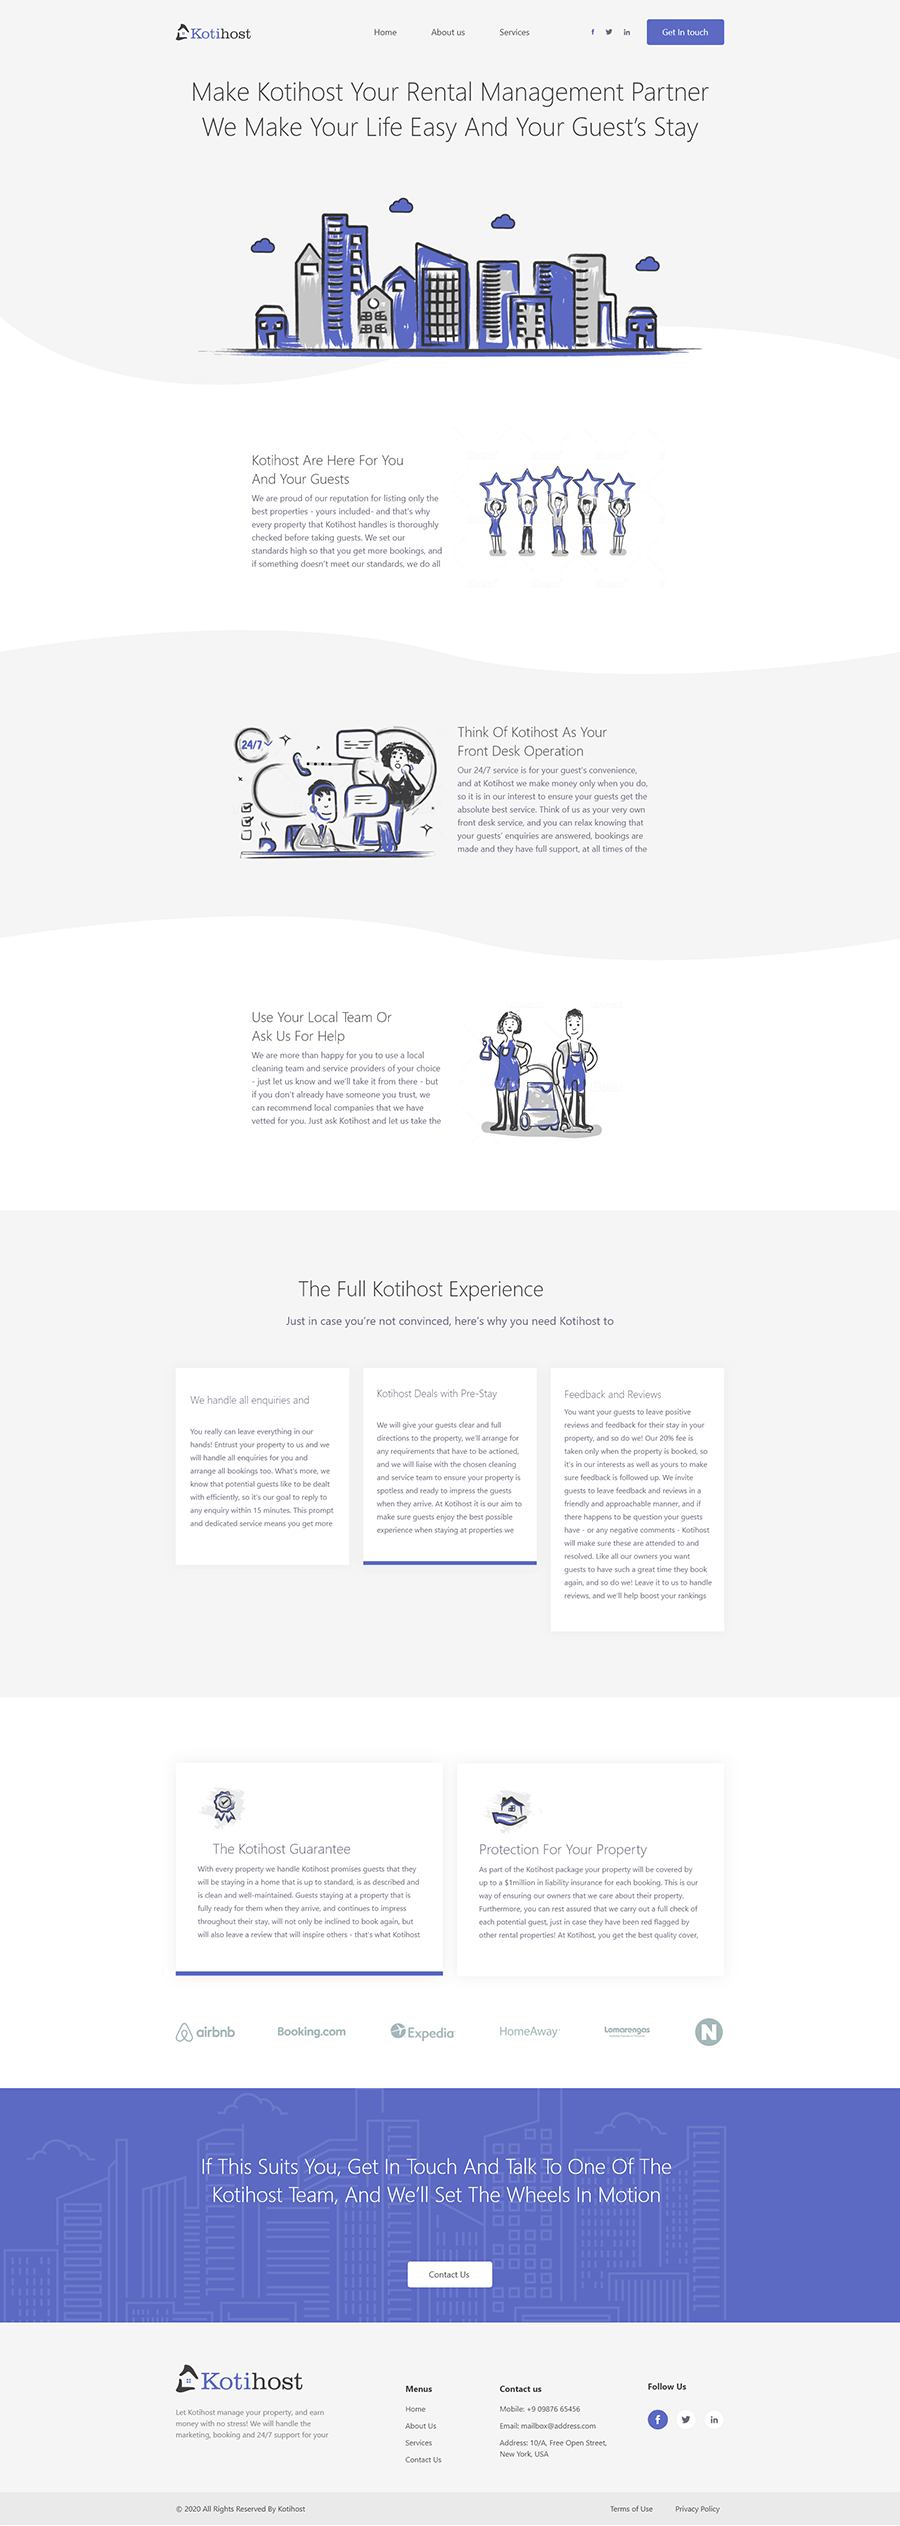 Kotihost
Home
About us
Services
Get In touch
Make Kotihost Your Rental Management Partner
We Make Your Life Easy And Your Guest's Stay
Kotihost Are Here For You
And Your Guests
We are proud of our reputation for listing only the
best properties - yours included- and that's why
every property that Kotihost handles is thoroughly
checked before taking guests. We set our
standards high so that you get more bookings, and
if something doesn't meet our standards, we do all
24/7
Think Of Kotihost As Your
Front Desk Operation
Our 24/7 service is for your guest's convenience,
and at Kotihost we make money only when you do,
so it is in our interest to ensure your guests get the
absolute best service. Think of us as your very own
front desk service, and you can relax knowing that
your guests' enquiries are answered, bookings are
made and they have full support, at all times of the
Use Your Local Team Or
Ask Us For Help
We are more than happy for you to use a local
cleaning team and service providers of your choice
- just let us know and we'll take it from there - but
if you don't already have someone you trust, we
can recommend local companies that we have
vetted for you. Just ask Kotihost and let us take the
The Full Kotihost Experience
Just in case you're not convinced, here's why you need Kotihost to
We handle all enquiries and
You really can leave everything in our
hands! Entrust your property to us and we
will handle all enquiries for you and
arrange all bookings too. What's more, we
know that potential guests like to be dealt
with efficiently, so it's our goal to reply to
any enquiry within 15 minutes. This prompt
and dedicated service means you get more
Kotihost Deals with Pre-Stay
We will give your guests clear and full
directions to the property, we'll arrange for
any requirements that have to be actioned,
and we will liaise with the chosen cleaning
and service team to ensure your property is
spotless and ready to impress the guests
when they arrive. At Kotihost it is our aim to
make sure guests enjoy the best possible
experience when staying at properties we
Feedback and Reviews
You want your guests to leave positive
reviews and feedback for their stay in your
property, and so do we! Our 20% fee is
taken only when the property is booked, so
it's in our interests as well as yours to make
sure feedback is followed up. We invite
guests to leave feedback and reviews in a
friendly and approachable manner, and if
there happens to be question your guests
have - or any negative comments - Kotihost
will make sure these are attended to and
resolved. Like all our owners you want
guests to have such a great time they book
again, and so do we! Leave it to us to handle
reviews, and we'll help boost your rankings
The Kotihost Guarantee
With every property we handle Kotihost promises guests that they
will be staying in a home that is up to standard, is as described and
is clean and well-maintained. Guests staying at a property that is
fully ready for them when they arrive, and continues to impress
throughout their stay, will not only be inclined to book again, but
will also leave a review that will inspire others - that's what Kotihost
Protection For Your Property
As part of the Kotihost package your property will be covered by
up to a $1million in liability insurance for each booking. This is our
way of ensuring our owners that we care about their property.
Furthermore, you can rest assured that we carry out a full check of
each potential guest, just in case they have been red flagged by
other rental properties! At Kotihost, you get the best quality cover,
airbnb
Booking.com
Expedia
HomeAway
Lomarengas
N
If This Suits You, Get In Touch And Talk To One Of The
Kotihost Team, And We'll Set The Wheels In Motion
Contact Us
Kotihost
Let Kotihost manage your property, and earn
money with no stress! We will handle the
marketing, booking and 24/7 support for your
Menus
Home
About Us
Services
Contact Us
Contact us
Mobile: +9 09876 65456
Email: mailbox@address.com
Address: 10/A, Free Open Street,
New York, USA
Follow Us
© 2020 All Rights Reserved By Kotihost
Terms of Use
Privacy Policy